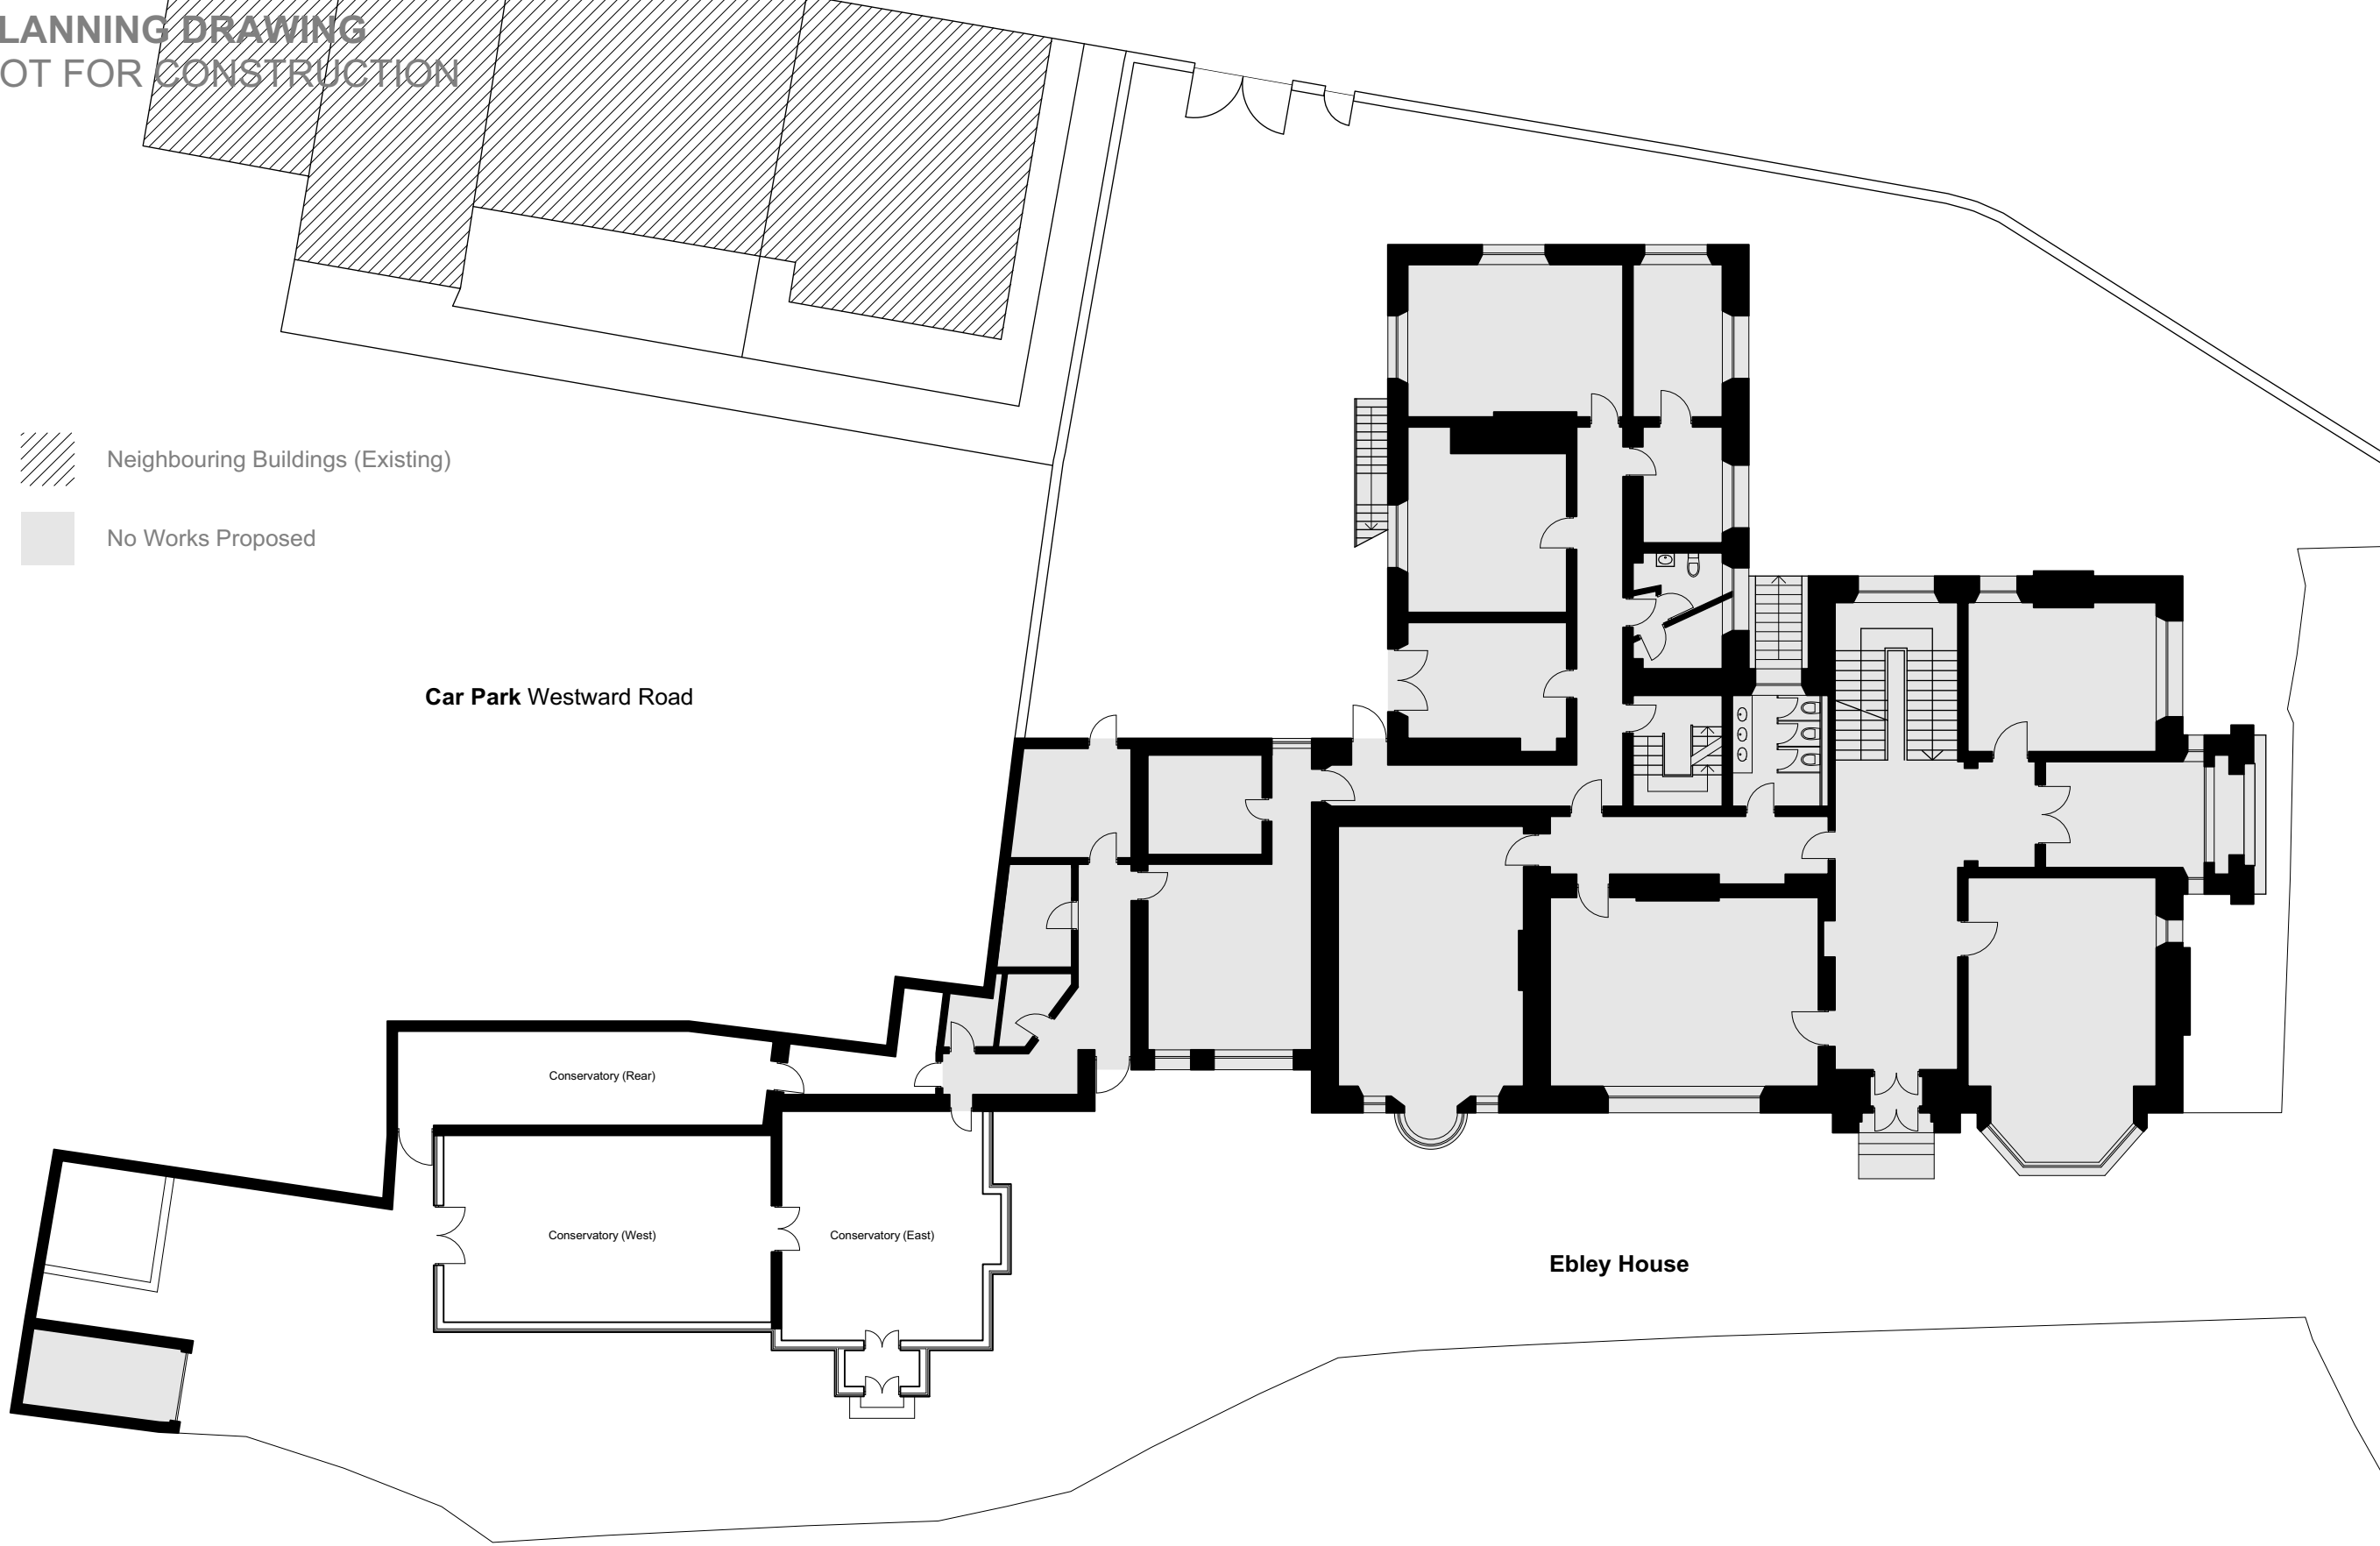 LANNING DRAWING
OT FOR CONSTRUCTION
Neighbouring Buildings (Existing)
No Works Proposed
Car Park Westward Road
Conservatory (Rear)
Conservatory (West)
Conservatory (East)
Ebley House